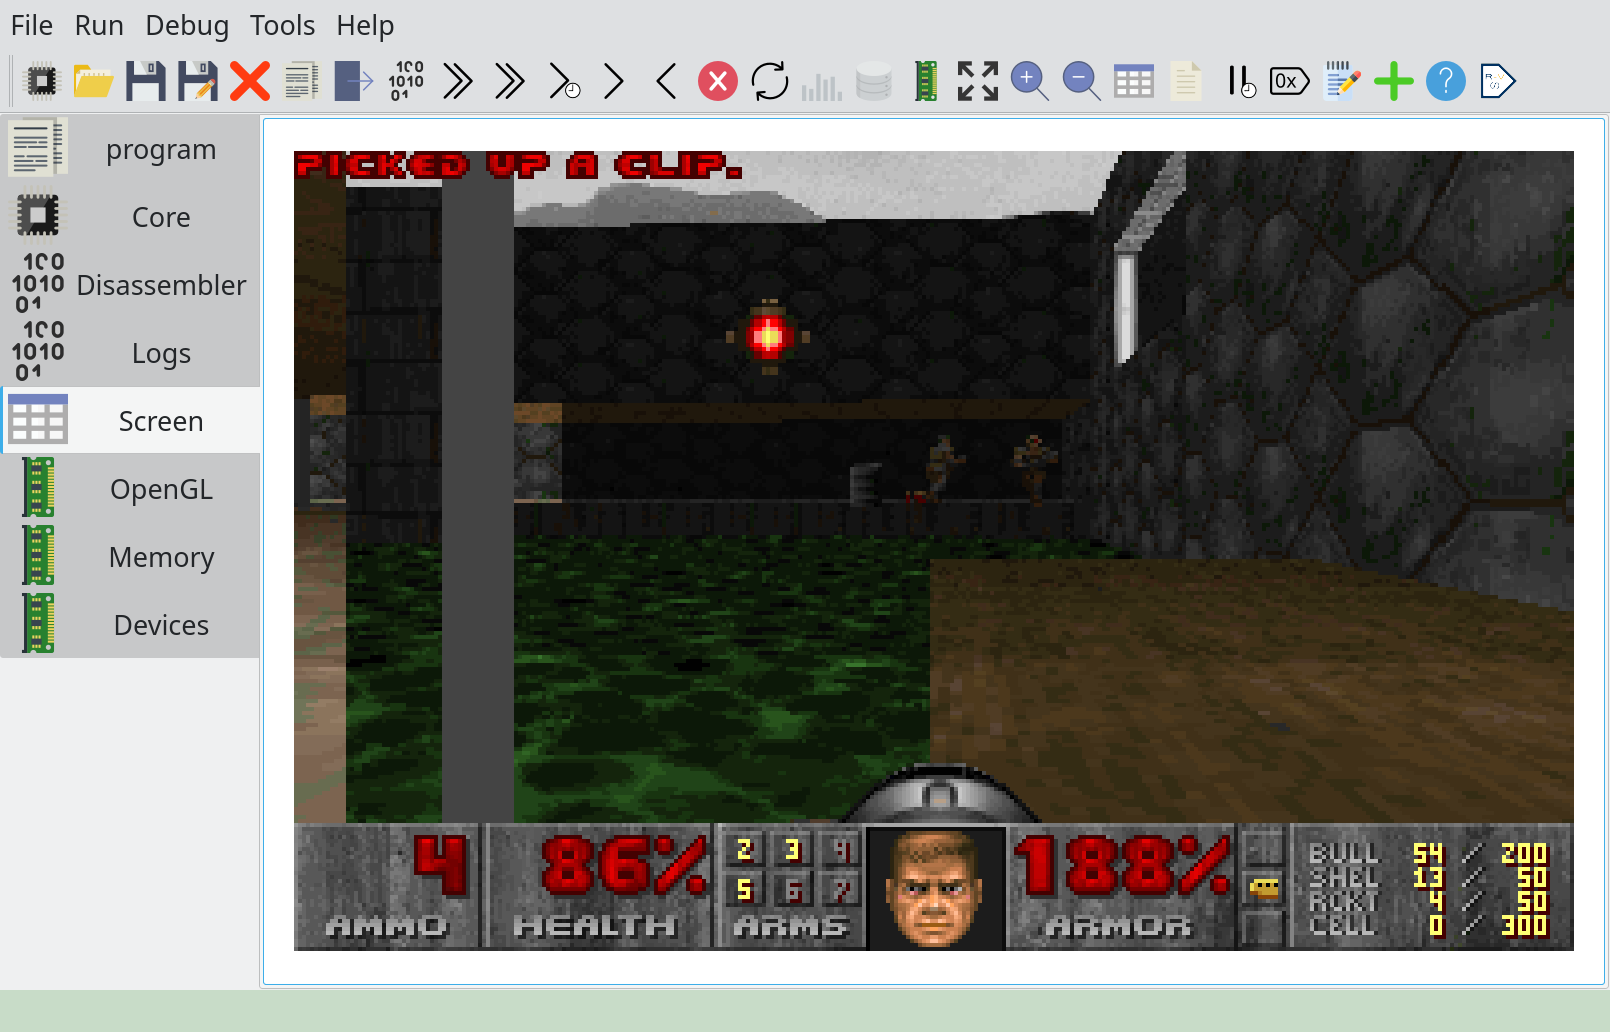 File Run Debug Tools Help
0x
program
Core
Disassembler
Logs
Screen
OpenGL
Memory
Devices
PICKED UP A CLIP.
4
AMMO
86%
HEALTH
2 3 4
5 6 7
ARMS
188%
ARMOR
BULL 54 / 200
SHEL 13 / 50
RCKT 4 / 50
CELL 0 / 300